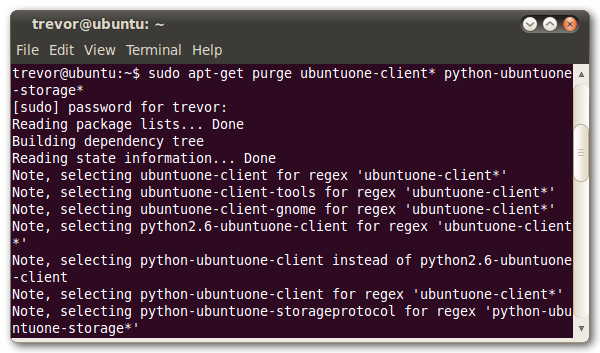 trevor@ubuntu: ~
File Edit View Terminal Help
trevor@ubuntu:~$ sudo apt-get purge ubuntuone-client* python-ubuntuone
-storage*
[sudo] password for trevor:
Reading package lists... Done
Building dependency tree
Reading state information... Done
Note, selecting ubuntuone-client for regex 'ubuntuone-client*'
Note, selecting ubuntuone-client-tools for regex 'ubuntuone-client*'
Note, selecting ubuntuone-client-gnome for regex 'ubuntuone-client*'
Note, selecting python2.6-ubuntuone-client for regex 'ubuntuone-client
*'
Note, selecting python-ubuntuone-client instead of python2.6-ubuntuone
-client
Note, selecting python-ubuntuone-client for regex 'ubuntuone-client*'
Note, selecting python-ubuntuone-storageprotocol for regex 'python-ubu
ntuone-storage*'